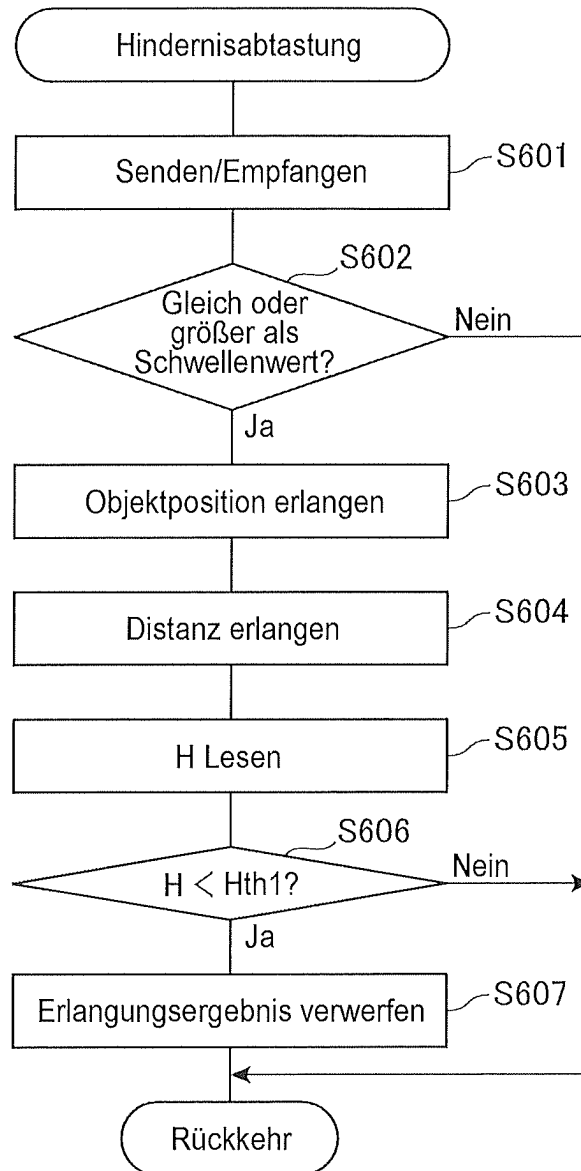 Hindernisabtastung
Senden/Empfangen
S601
S602
Gleich oder
größer als
Schwellenwert?
Nein
Ja
Objektposition erlangen
S603
Distanz erlangen
S604
H Lesen
S605
S606
H < Hth1?
Nein
Ja
Erlangungsergebnis verwerfen
S607
Rückkehr